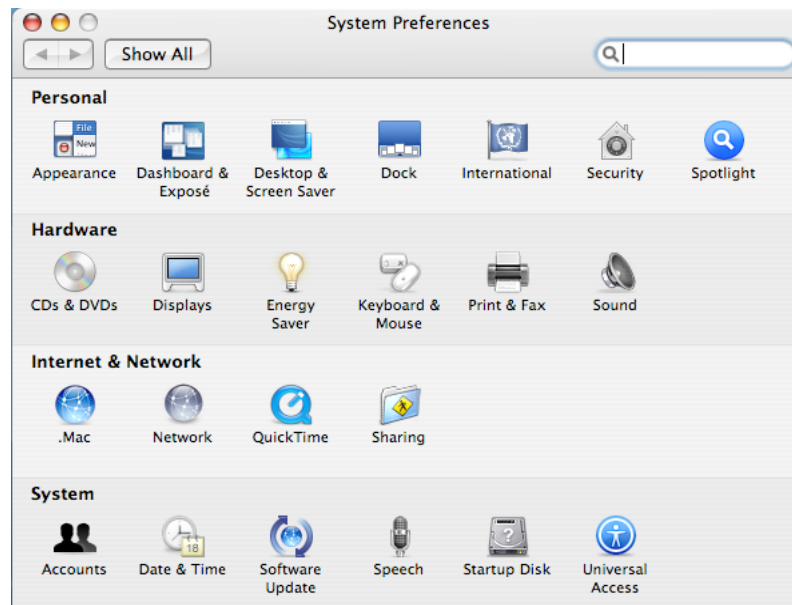 System Preferences
Show All
Personal
File
New
Appearance
Dashboard &
Exposé
Desktop &
Screen Saver
Dock
International
Security
Spotlight
Hardware
CDs & DVDs
Displays
Energy
Saver
Keyboard &
Mouse
Print & Fax
Sound
Internet & Network
.Mac
Network
QuickTime
Sharing
System
Accounts
18
Date & Time
Software
Update
Speech
?
Startup Disk
Universal
Access